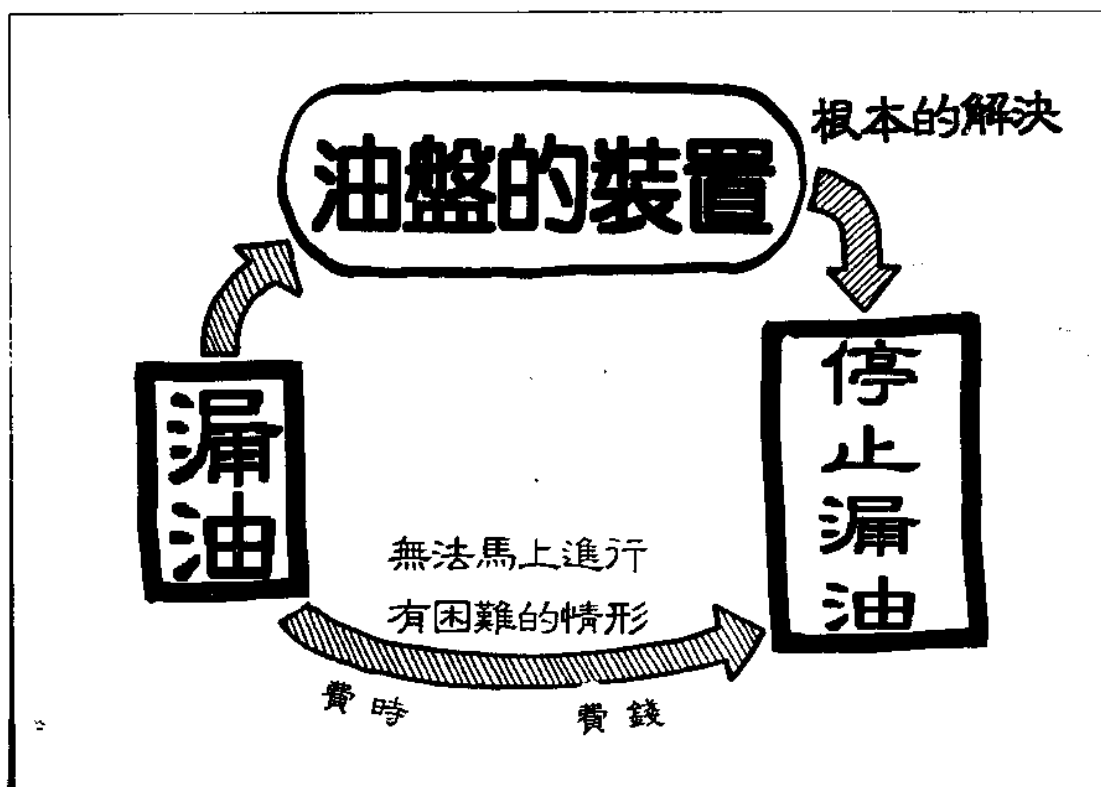 油盤的裝置
根本的解決
漏油
停止漏油
無法馬上進行
有困難的情形
費時
費錢